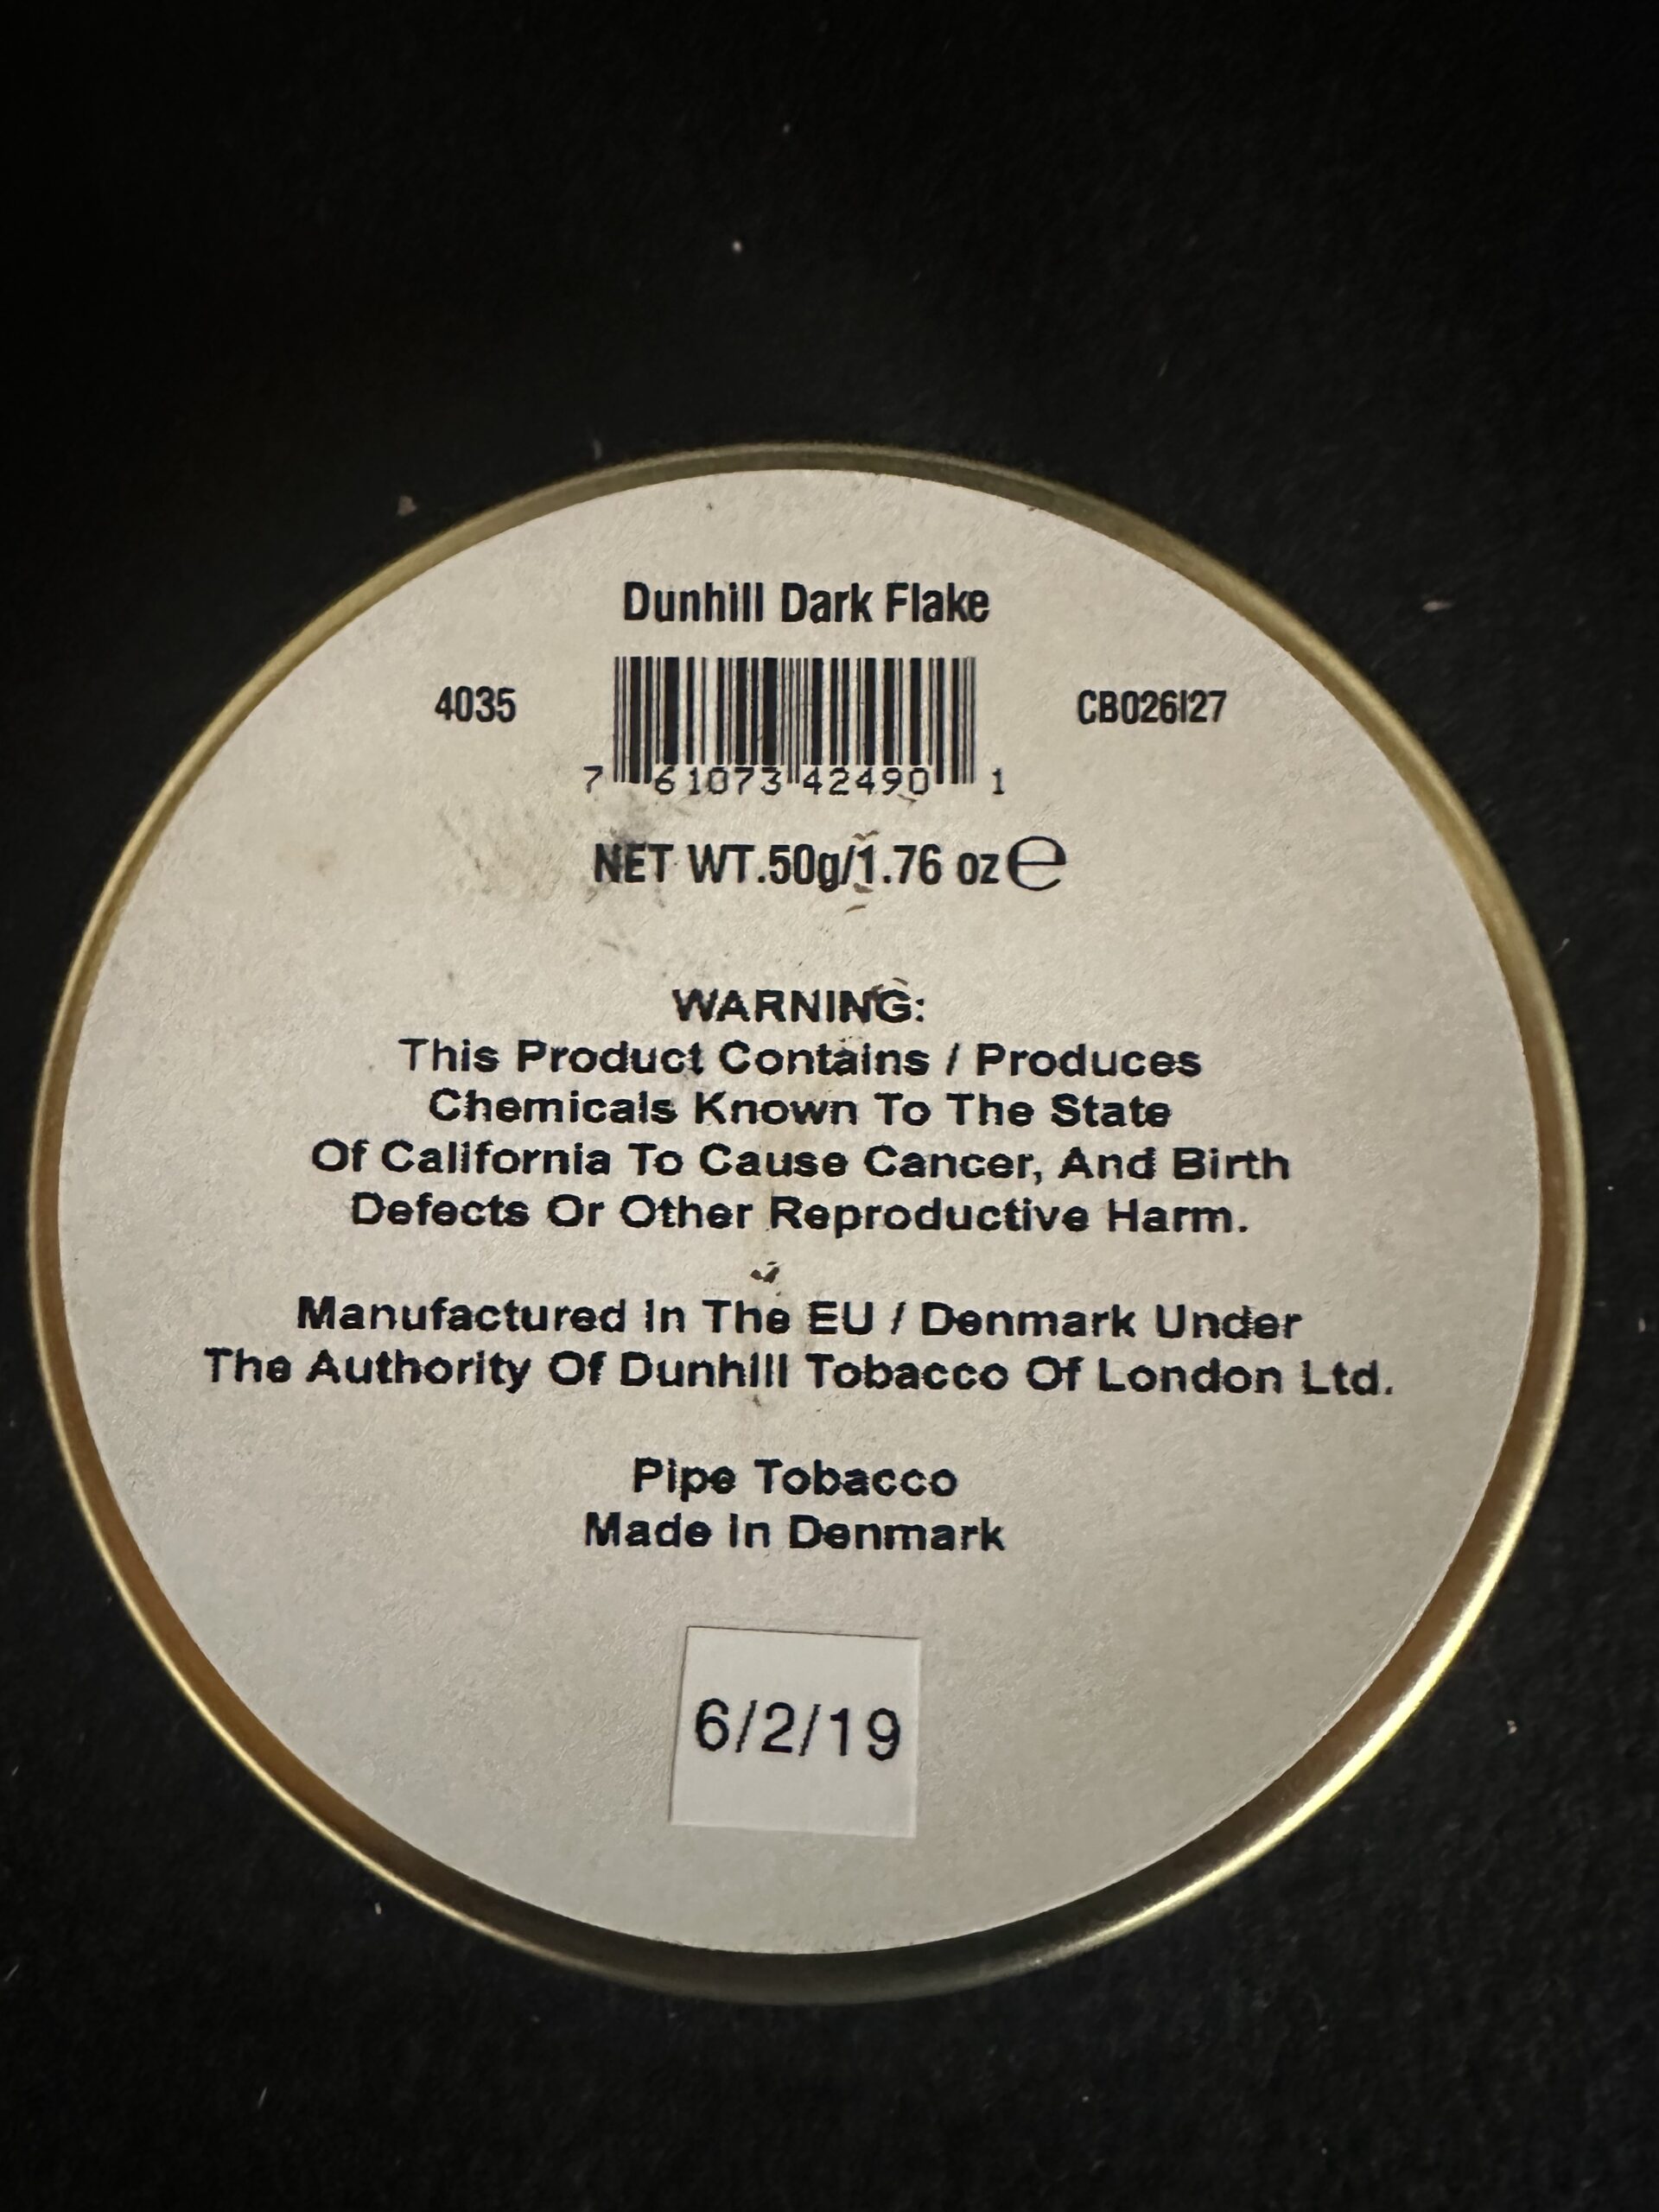 Dunhill Dark Flake
4035
CB026I27
7 61073 42490 1
NET WT.50g/1.76 oz ℮
WARNING:
This Product Contains / Produces
Chemicals Known To The State
Of California To Cause Cancer, And Birth
Defects Or Other Reproductive Harm.
Manufactured In The EU / Denmark Under
The Authority Of Dunhill Tobacco Of London Ltd.
Pipe Tobacco
Made In Denmark
6/2/19